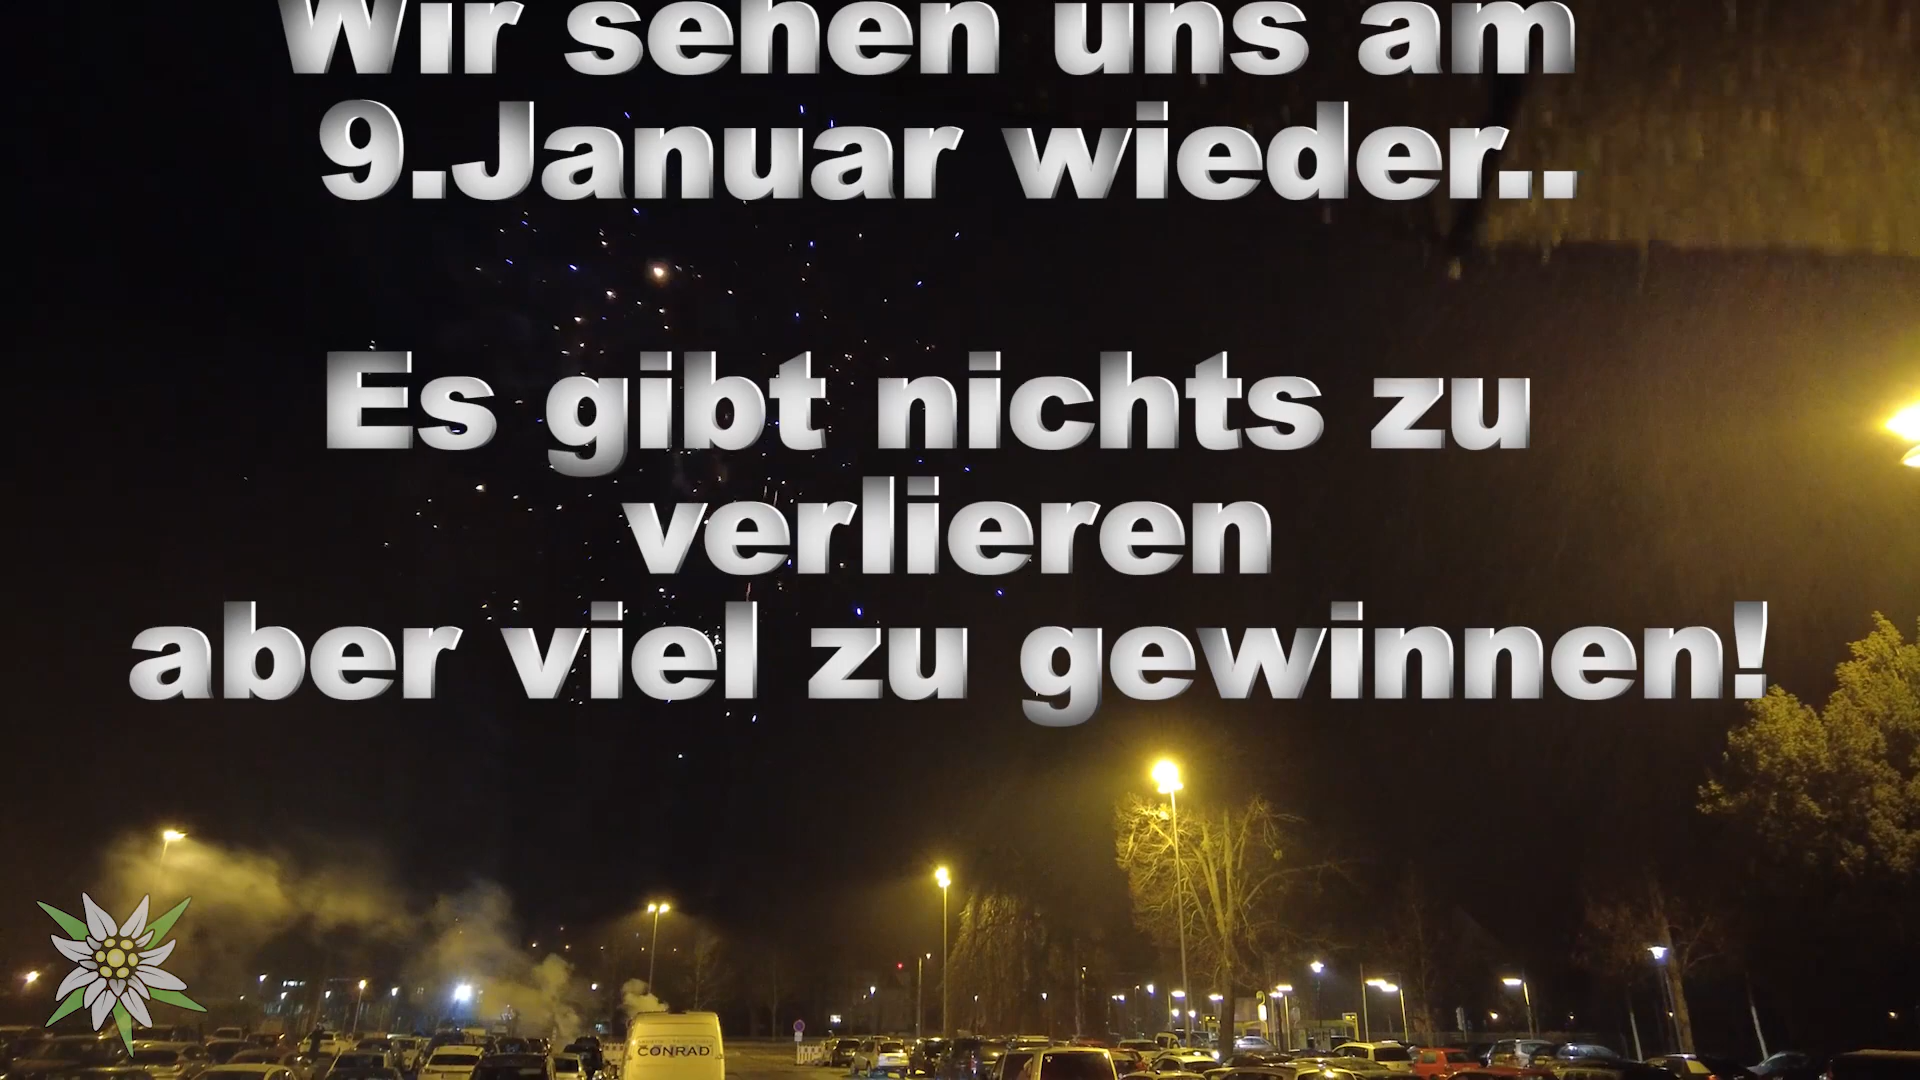 Wir sehen uns am
9.Januar wieder..
Es gibt nichts zu
verlieren
aber viel zu gewinnen!
CONRAD